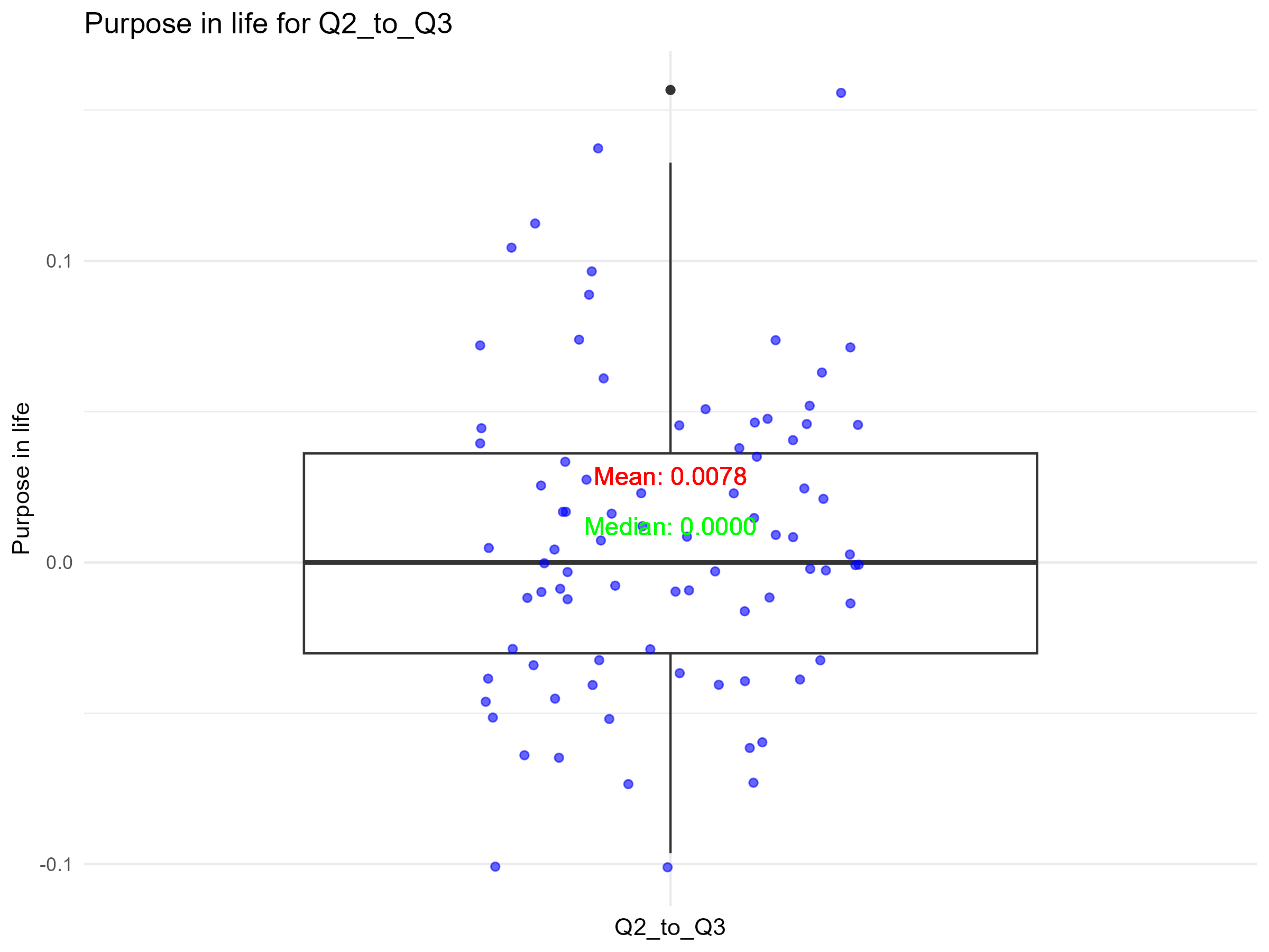 Purpose in life for Q2_to_Q3
Purpose in life
0.1
0.0
-0.1
Mean: 0.0078
Median: 0.0000
Q2_to_Q3